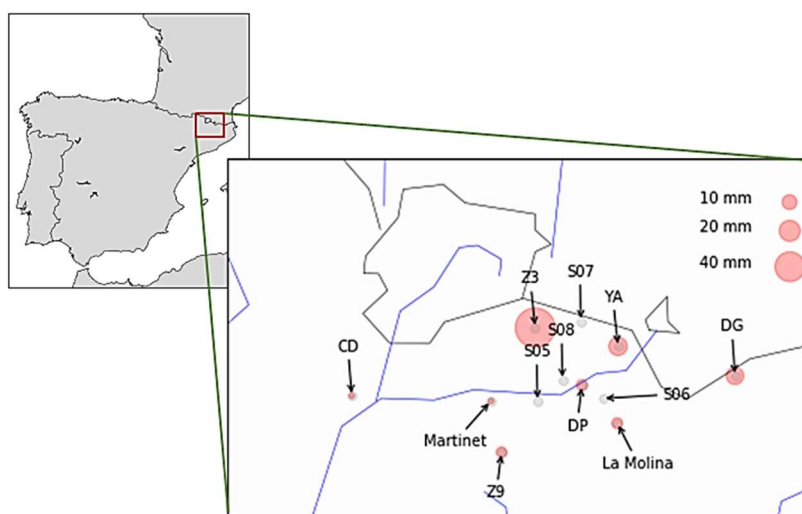 10 mm
20 mm
40 mm
Z3
S07
YA
DG
S05
S08
CD
S06
Martinet
DP
La Molina
Z9